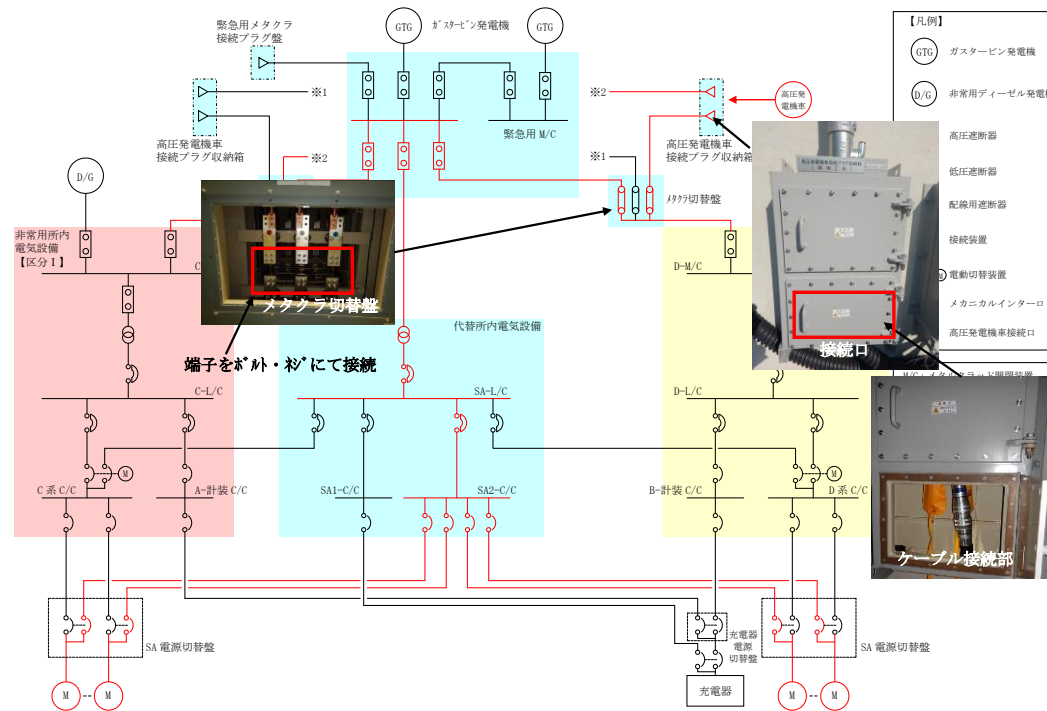 緊急用メタクラ
接続プラグ盤
GTG
ガスタービン発電機
GTG
【凡例】
GTG
ガスタービン発電機
※1
※2
高圧発
電機車
D/G
非常用ディーゼル発電機
緊急用 M/C
高圧発電機車
接続プラグ収納箱
高圧発電機車
接続プラグ収納箱
高圧遮断器
※2
※1
低圧遮断器
D/G
メタクラ切替盤
配線用遮断器
非常用所内
電気設備
【区分Ⅰ】
接続装置
C
D-M/C
M
電動切替装置
メタクラ切替盤
メカニカルインターロ
代替所内電気設備
高圧発電機車接続口
接続口
端子をボルト・ネジにて接続
C-L/C
SA-L/C
D-L/C
M
M
C 系 C/C
A-計装 C/C
SA1-C/C
SA2-C/C
B-計装 C/C
D 系 C/C
ケーブル接続部
SA 電源切替盤
充電器
電源
切替盤
SA 電源切替盤
M
M
充電器
M
M